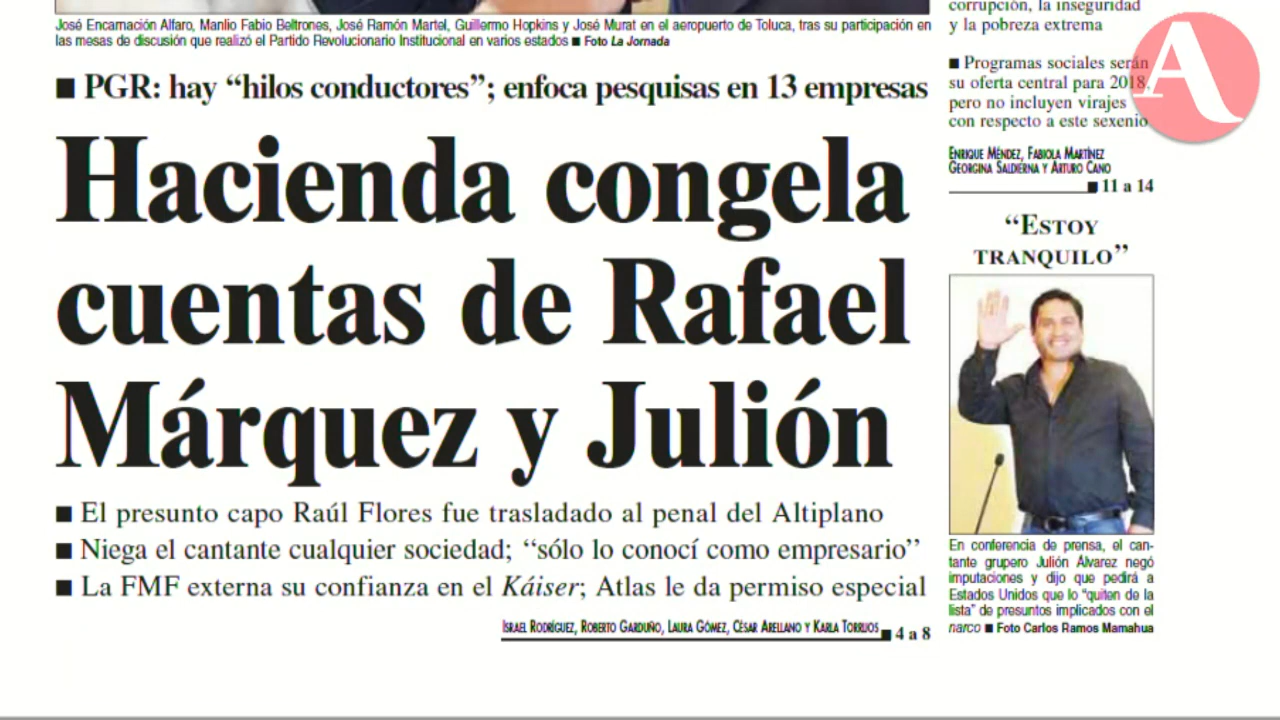 José Encarnación Alfaro, Manlio Fabio Beltrones, José Ramón Martel, Guillermo Hopkins y José Murat en el aeropuerto de Toluca, tras su participación en
las mesas de discusión que realizó el Partido Revolucionario Institucional en varios estados ■ Foto La Jornada
■ PGR: hay “hilos conductores”; enfoca pesquisas en 13 empresas
Hacienda congela
cuentas de Rafael
Márquez y Julión
■ El presunto capo Raúl Flores fue trasladado al penal del Altiplano
■ Niega el cantante cualquier sociedad; “sólo lo conocí como empresario”
■ La FMF externa su confianza en el Káiser; Atlas le da permiso especial
ISRAEL RODRÍGUEZ, ROBERTO GARDUÑO, LAURA GÓMEZ, CÉSAR ARELLANO Y KARLA TORRIJOS ■ 4 a 8
corrupción, la inseguridad
y la pobreza extrema
■ Programas sociales serán
su oferta central para 2018,
pero no incluyen virajes
con respecto a este sexenio
ENRIQUE MÉNDEZ, FABIOLA MARTÍNEZ
GEORGINA SALDIERNA Y ARTURO CANO
■ 11 a 14
“ESTOY
TRANQUILO”
En conferencia de prensa, el can-
tante grupero Julión Álvarez negó
imputaciones y dijo que pedirá a
Estados Unidos que lo “quiten de la
lista” de presuntos implicados con el
narco ■ Foto Carlos Ramos Mamahua
A